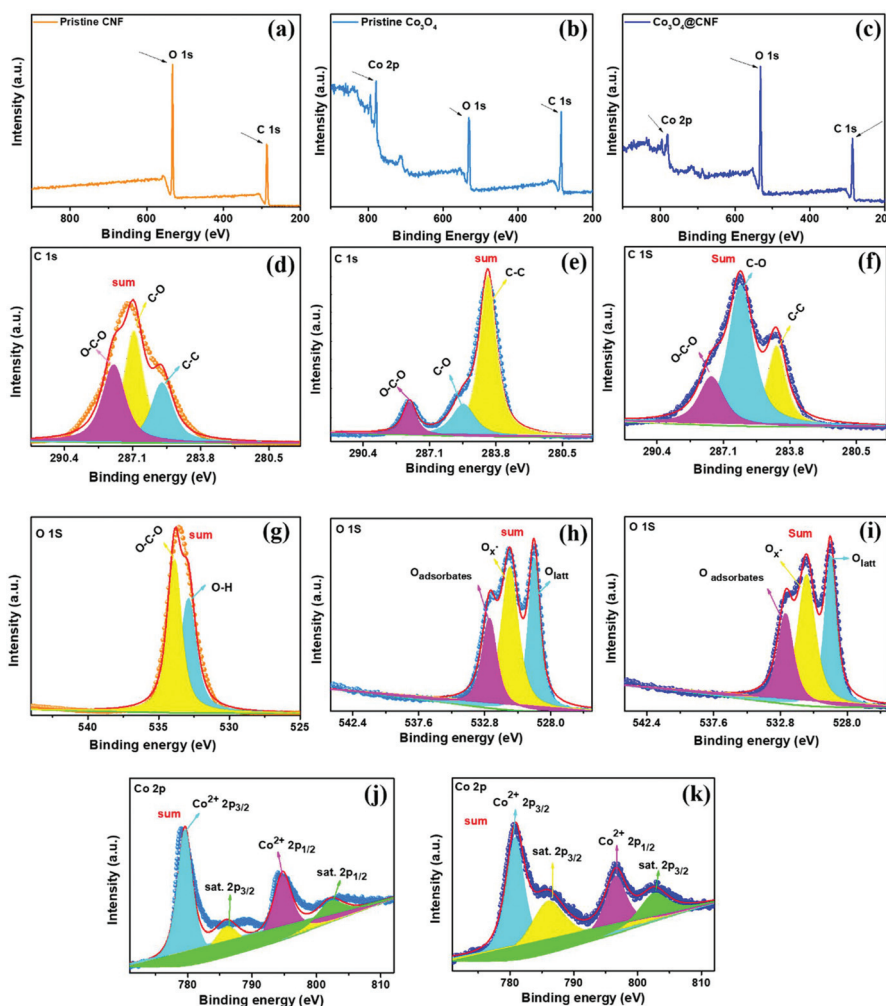 Pristine CNF
(a)
O 1s
C 1s
Intensity (a.u.)
900 600 400 200
Binding Energy (eV)
Pristine Co₃O₄
(b)
Co 2p
O 1s
C 1s
Intensity (a.u.)
900 800 600 400 200
Binding Energy (eV)
Co₃O₄@CNF
(c)
O 1s
Co 2p
C 1s
Intensity (a.u.)
800 600 400 200
Binding Energy (eV)
C 1s
(d)
sum
C-O
O-C-O
C-C
Intensity (a.u.)
290.4 287.1 283.8 280.5
Binding energy (eV)
C 1s
(e)
sum
C-C
O-C-O
C-O
Intensity (a.u.)
290.4 287.1 283.8 280.5
Binding energy (eV)
C 1S
(f)
Sum
C-O
C-C
O-C-O
Intensity (a.u.)
290.4 287.1 283.8 280.5
Binding energy (eV)
O 1S
(g)
O-C-O
sum
O-H
Intensity (a.u.)
540 535 530 525
Binding energy (eV)
O 1S
(h)
sum
Oₓ-
O adsorbates
O latt
Intensity (a.u.)
542.4 537.6 532.8 528.0
Binding energy (eV)
O 1S
(i)
Sum
Oₓ-
O adsorbates
O latt
Intensity (a.u.)
542.4 537.6 532.8 528.0
Binding energy (eV)
Co 2p
(j)
sum
Co²⁺ 2p₃/₂
Co²⁺ 2p₁/₂
sat. 2p₃/₂
sat. 2p₁/₂
Intensity (a.u.)
780 790 800 810
Binding energy (eV)
Co 2p
(k)
sum
Co²⁺
2p₃/₂
sat. 2p₃/₂
Co²⁺
2p₁/₂
sat. 2p₃/₂
Intensity (a.u.)
780 790 800 810
Binding energy (eV)